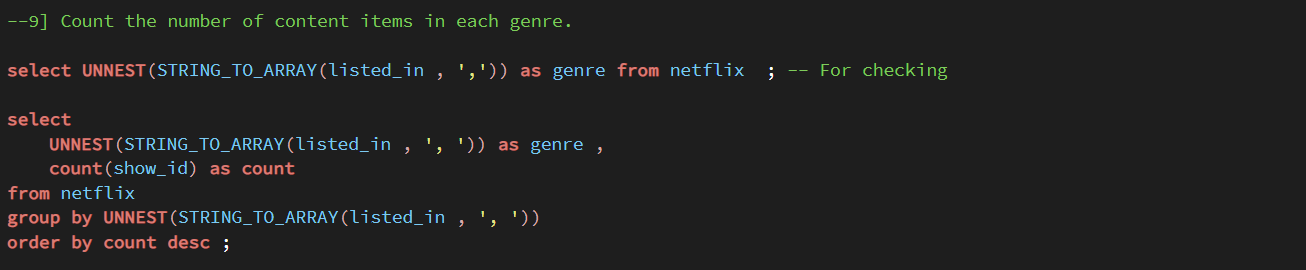 --9] Count the number of content items in each genre.
select UNNEST(STRING_TO_ARRAY(listed_in , ',')) as genre from netflix  ; -- For checking
select
    UNNEST(STRING_TO_ARRAY(listed_in , ', ')) as genre ,
    count(show_id) as count
from netflix
group by UNNEST(STRING_TO_ARRAY(listed_in , ', '))
order by count desc ;